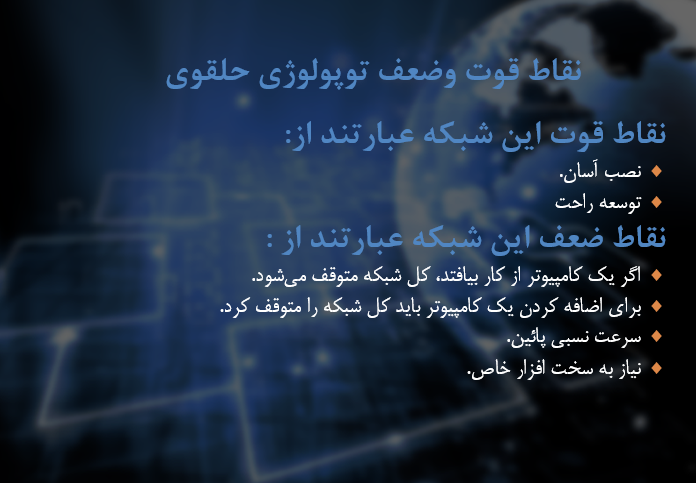 نقاط قوت وضعف توپولوژی حلقوی
نقاط قوت این شبکه عبارتند از:
♦ نصب آسان.
♦ توسعه راحت
نقاط ضعف این شبکه عبارتند از :
♦ اگر یک کامپیوتر از کار بیافتد، کل شبکه متوقف می‌شود.
♦ برای اضافه کردن یک کامپیوتر باید کل شبکه را متوقف کرد.
♦ سرعت نسبی پائین.
♦ نیاز به سخت افزار خاص.